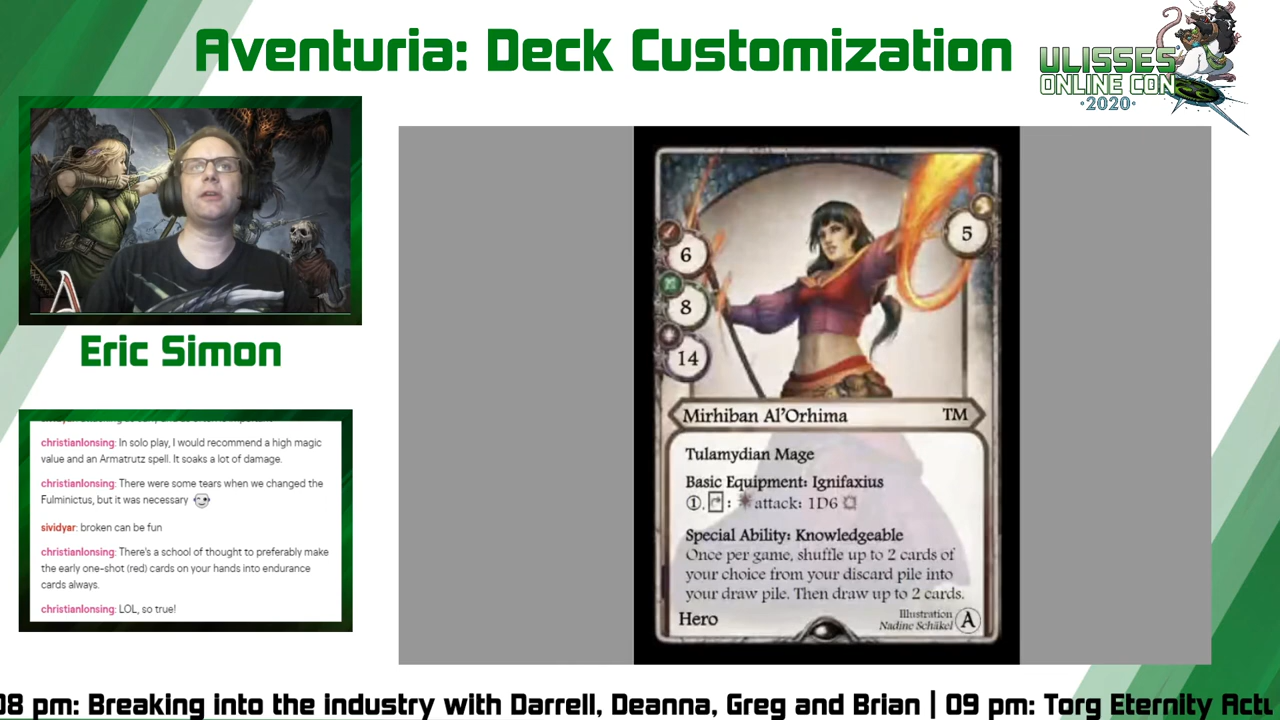 Aventuria: Deck Customization
ULISSES
ONLINE CON
·2020·
Eric Simon
christianlonsing: In solo play, I would recommend a high magic
value and an Armatrutz spell. It soaks a lot of damage.
christianlonsing: There were some tears when we changed the
Fulminictus, but it was necessary
sividyar: broken can be fun
christianlonsing: There's a school of thought to preferably make
the early one-shot (red) cards on your hands into endurance
cards always.
christianlonsing: LOL, so true!
6
8
14
5
Mirhiban Al'Orhima TM
Tulamydian Mage
Basic Equipment: Ignifaxius
①, : attack: 1D6
Special Ability: Knowledgeable
Once per game, shuffle up to 2 cards of
your choice from your discard pile into
your draw pile. Then draw up to 2 cards.
Hero
Illustration
Nadine Schäkel
A
08 pm: Breaking into the industry with Darrell, Deanna, Greg and Brian | 09 pm: Torg Eternity Actu